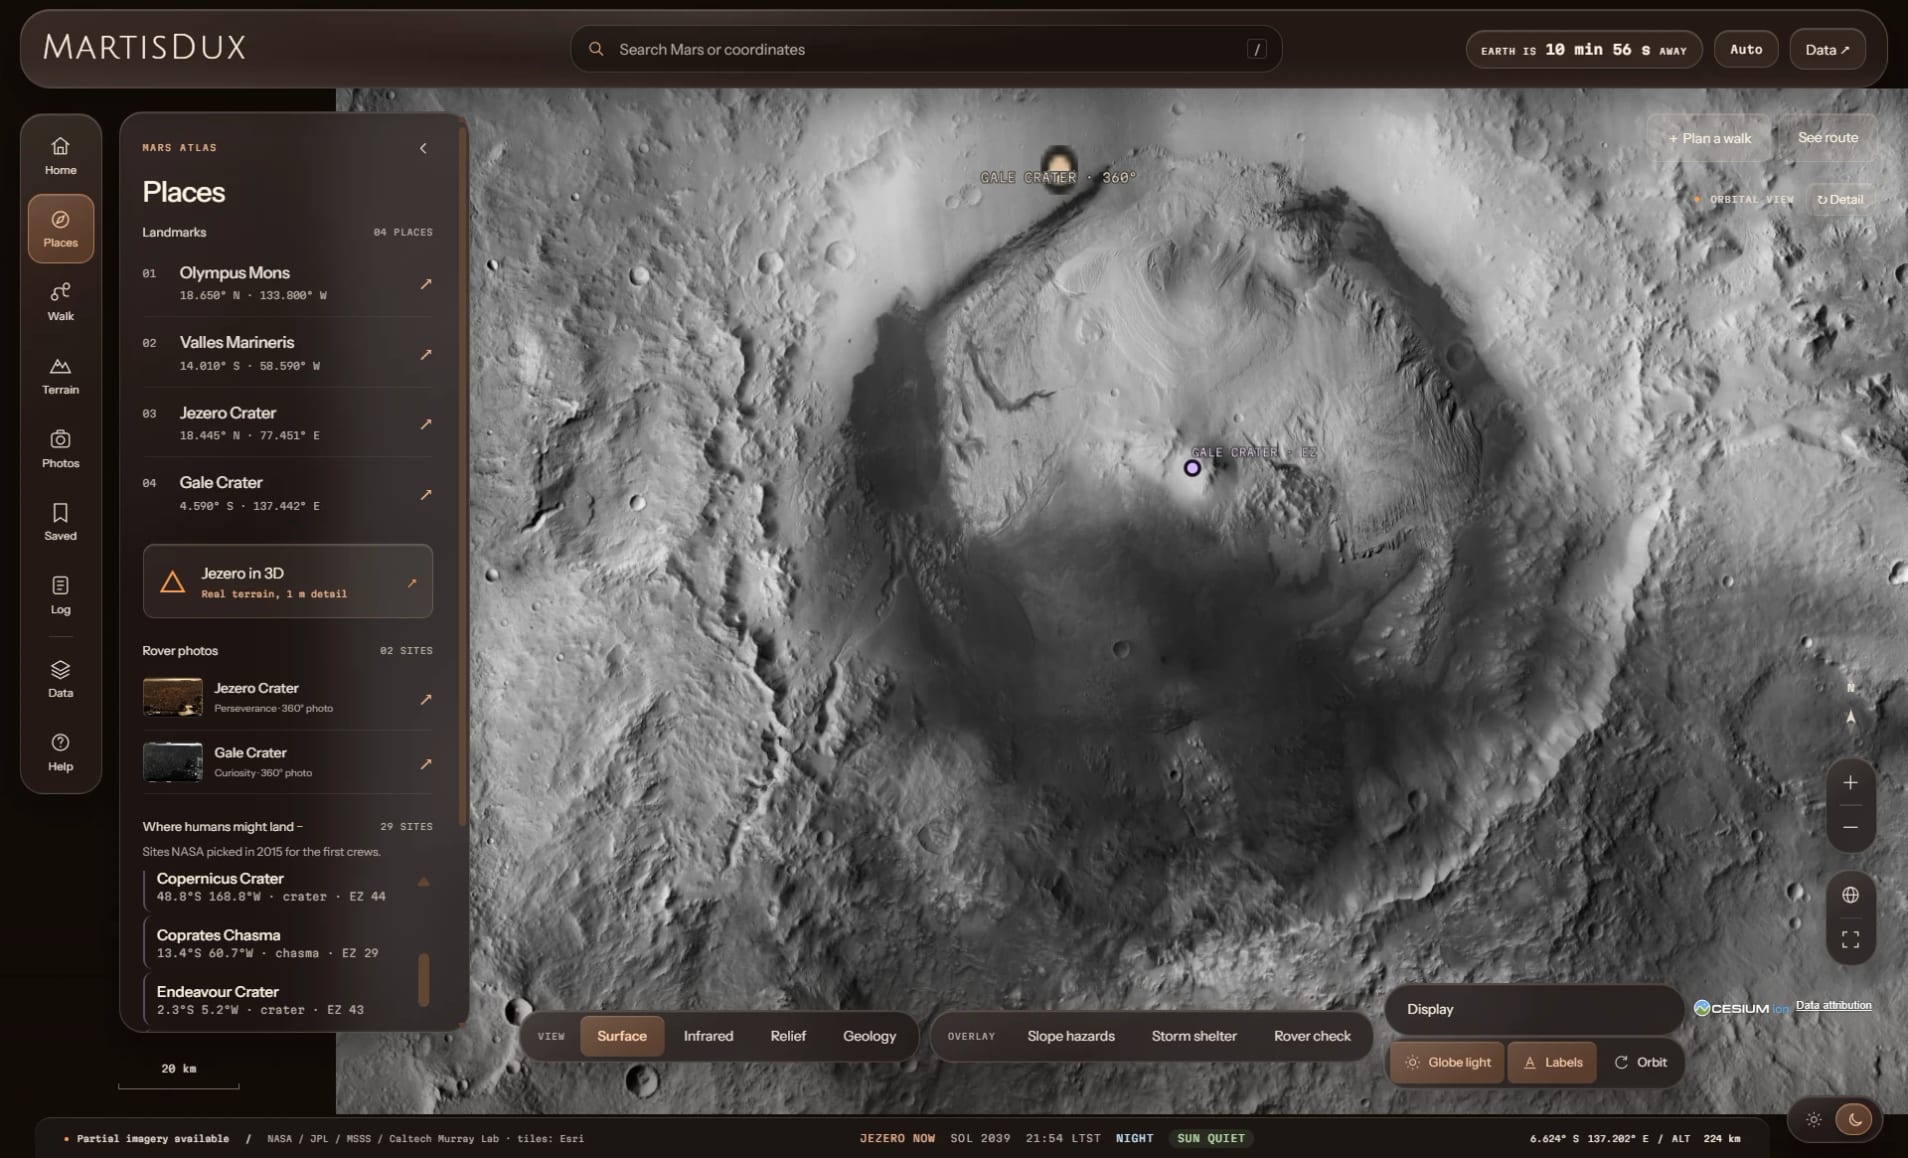 MARTISDUX
Search Mars or coordinates /
EARTH IS 10 min 56 s AWAY
Auto
Data ↗
Home
Places
Walk
Terrain
Photos
Saved
Log
Data
Help
MARS ATLAS
Places
Landmarks 04 PLACES
01 Olympus Mons
18.650° N · 133.800° W
02 Valles Marineris
14.010° S · 58.590° W
03 Jezero Crater
18.445° N · 77.451° E
04 Gale Crater
4.590° S · 137.442° E
Jezero in 3D
Real terrain, 1 m detail
Rover photos 02 SITES
Jezero Crater
Perseverance · 360° photo
Gale Crater
Curiosity · 360° photo
Where humans might land – 29 SITES
Sites NASA picked in 2015 for the first crews.
Copernicus Crater
48.8°S 168.8°W · crater · EZ 44
Coprates Chasma
13.4°S 60.7°W · chasma · EZ 29
Endeavour Crater
2.3°S 5.2°W · crater · EZ 43
20 km
GALE CRATER · 360°
GALE CRATER · EZ
+ Plan a walk
See route
ORBITAL VIEW
↻ Detail
N
VIEW Surface Infrared Relief Geology
OVERLAY Slope hazards Storm shelter Rover check
Display
Globe light Labels Orbit
CESIUM ion Data attribution
Partial imagery available / NASA / JPL / MSSS / Caltech Murray Lab · tiles: Esri
JEZERO NOW SOL 2039 21:54 LTST NIGHT SUN QUIET
6.624° S 137.202° E / ALT 224 km